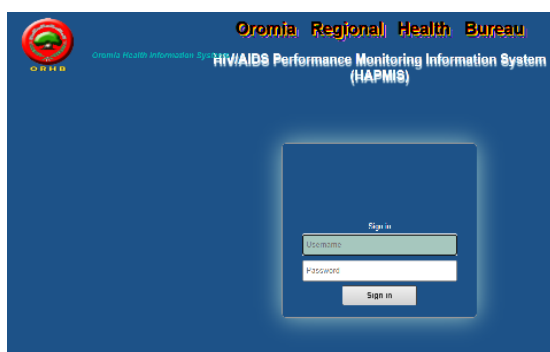 Oromia Regional Health Bureau
Oromia Health Information System
HIV/AIDS Performance Monitoring Information System
(HAPMIS)
ORHB
Sign in
Username
Password
Sign in